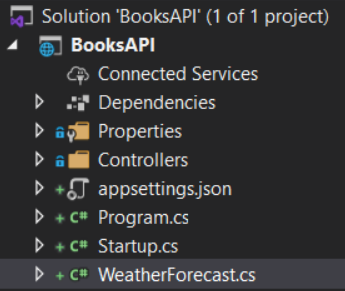 Solution 'BooksAPI' (1 of 1 project)
BooksAPI
Connected Services
Dependencies
Properties
Controllers
appsettings.json
C# Program.cs
C# Startup.cs
C# WeatherForecast.cs